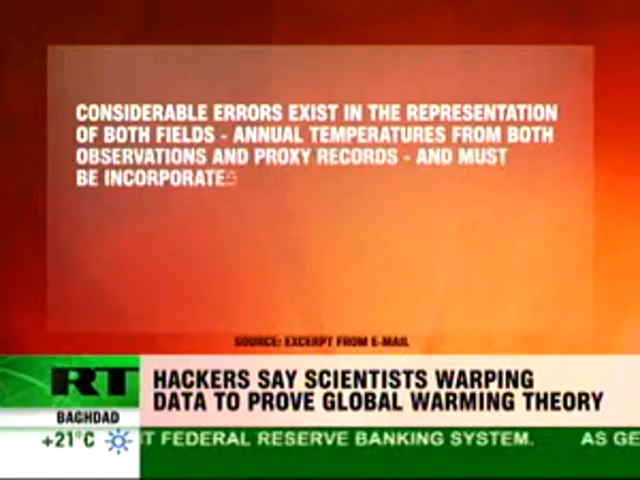 CONSIDERABLE ERRORS EXIST IN THE REPRESENTATION
OF BOTH FIELDS - ANNUAL TEMPERATURES FROM BOTH
OBSERVATIONS AND PROXY RECORDS - AND MUST
BE INCORPORATE
SOURCE: EXCERPT FROM E-MAIL
RT
HACKERS SAY SCIENTISTS WARPING
DATA TO PROVE GLOBAL WARMING THEORY
BAGHDAD
+21°C
T FEDERAL RESERVE BANKING SYSTEM. AS GE